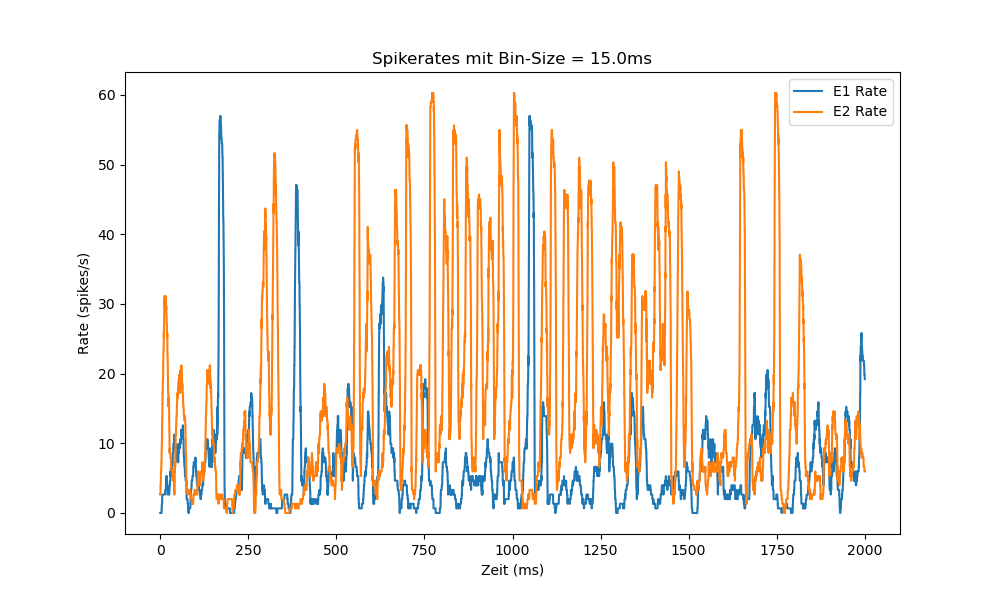 Spikerates mit Bin-Size = 15.0ms
E1 Rate
E2 Rate
60
50
40
30
20
10
0
Rate (spikes/s)
0 250 500 750 1000 1250 1500 1750 2000
Zeit (ms)